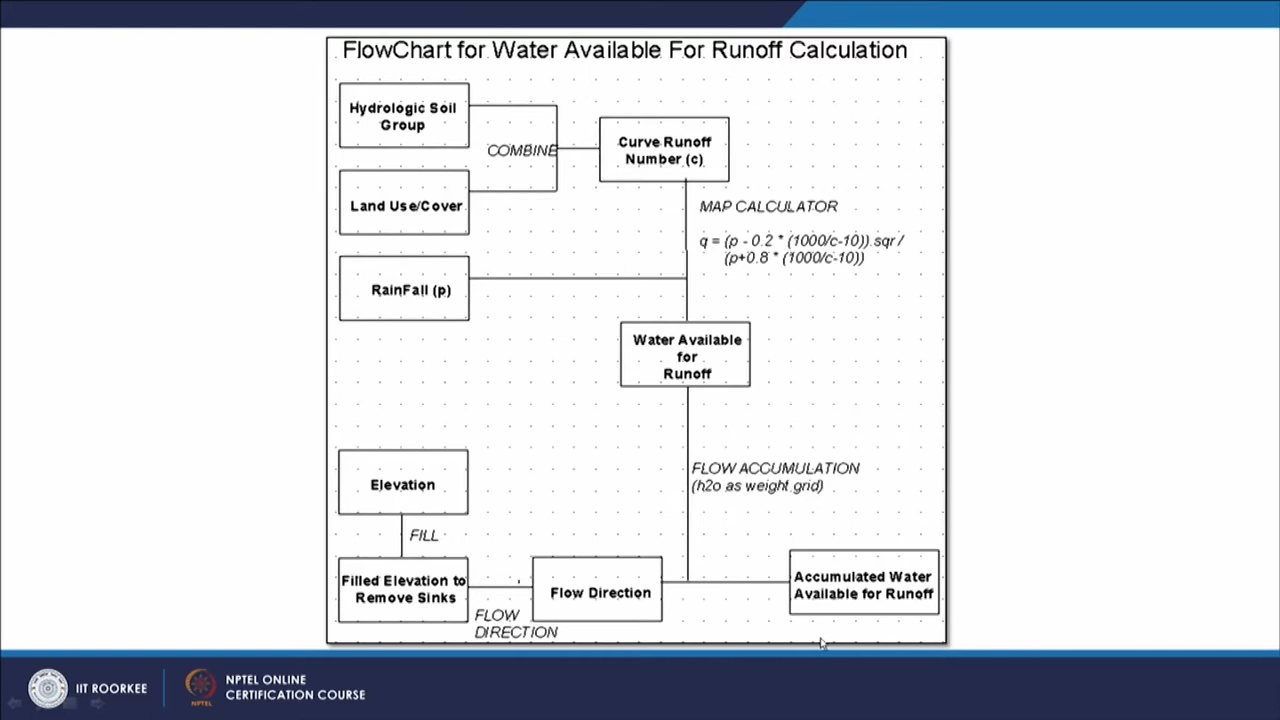 FlowChart for Water Available For Runoff Calculation
Hydrologic Soil
Group
COMBINE
Curve Runoff
Number (c)
Land Use/Cover
MAP CALCULATOR
q = (p - 0.2 * (1000/c-10)).sqr /
(p+0.8 * (1000/c-10))
RainFall (p)
Water Available
for
Runoff
Elevation
FLOW ACCUMULATION
(h2o as weight grid)
FILL
Filled Elevation to
Remove Sinks
FLOW
DIRECTION
Flow Direction
Accumulated Water
Available for Runoff
IIT ROORKEE
NPTEL
NPTEL ONLINE
CERTIFICATION COURSE